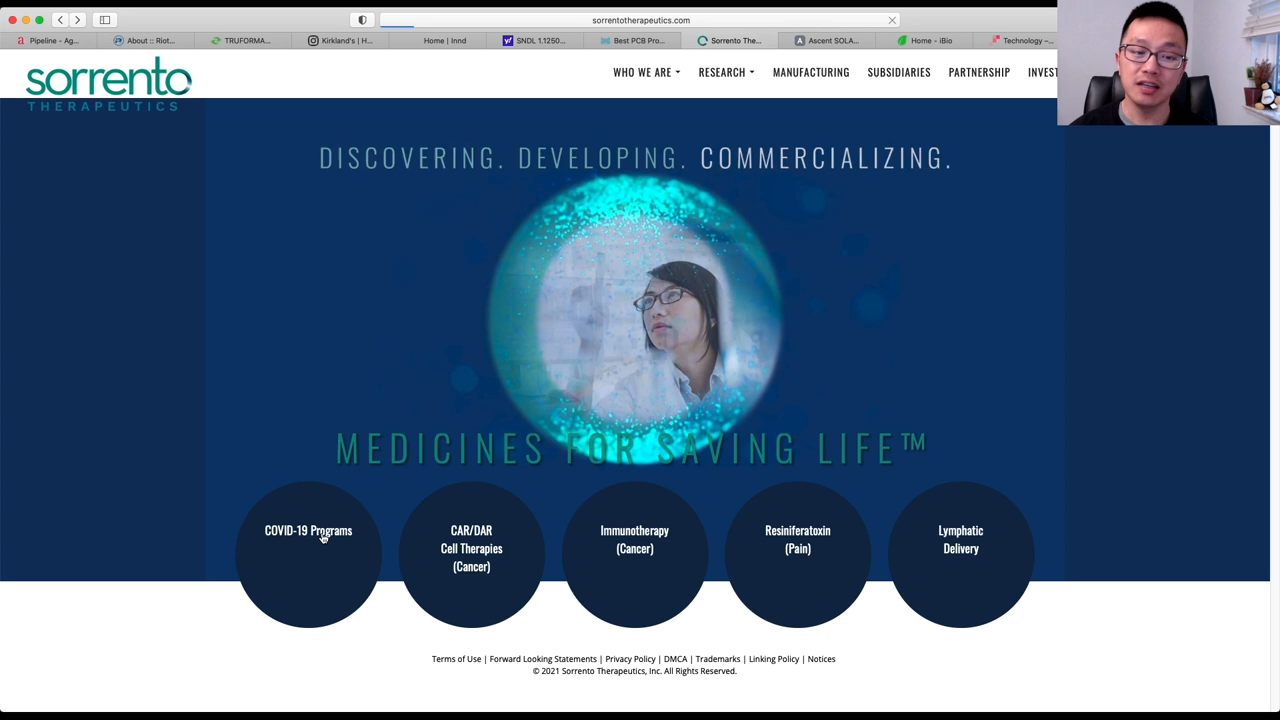 sorrentotherapeutics.com
Pipeline - Ag...
About :: Riot...
TRUFORMA...
Kirkland's | H...
Home | Innd
SNDL 1.1250...
Best PCB Pro...
Sorrento The...
Ascent SOLA...
Home - iBio
Technology –...
sorrento
THERAPEUTICS
WHO WE ARE
RESEARCH
MANUFACTURING
SUBSIDIARIES
PARTNERSHIP
INVEST
DISCOVERING. DEVELOPING. COMMERCIALIZING.
MEDICINES FOR SAVING LIFE™
COVID-19 Programs
CAR/DAR
Cell Therapies
(Cancer)
Immunotherapy
(Cancer)
Resiniferatoxin
(Pain)
Lymphatic
Delivery
Terms of Use | Forward Looking Statements | Privacy Policy | DMCA | Trademarks | Linking Policy | Notices
© 2021 Sorrento Therapeutics, Inc. All Rights Reserved.